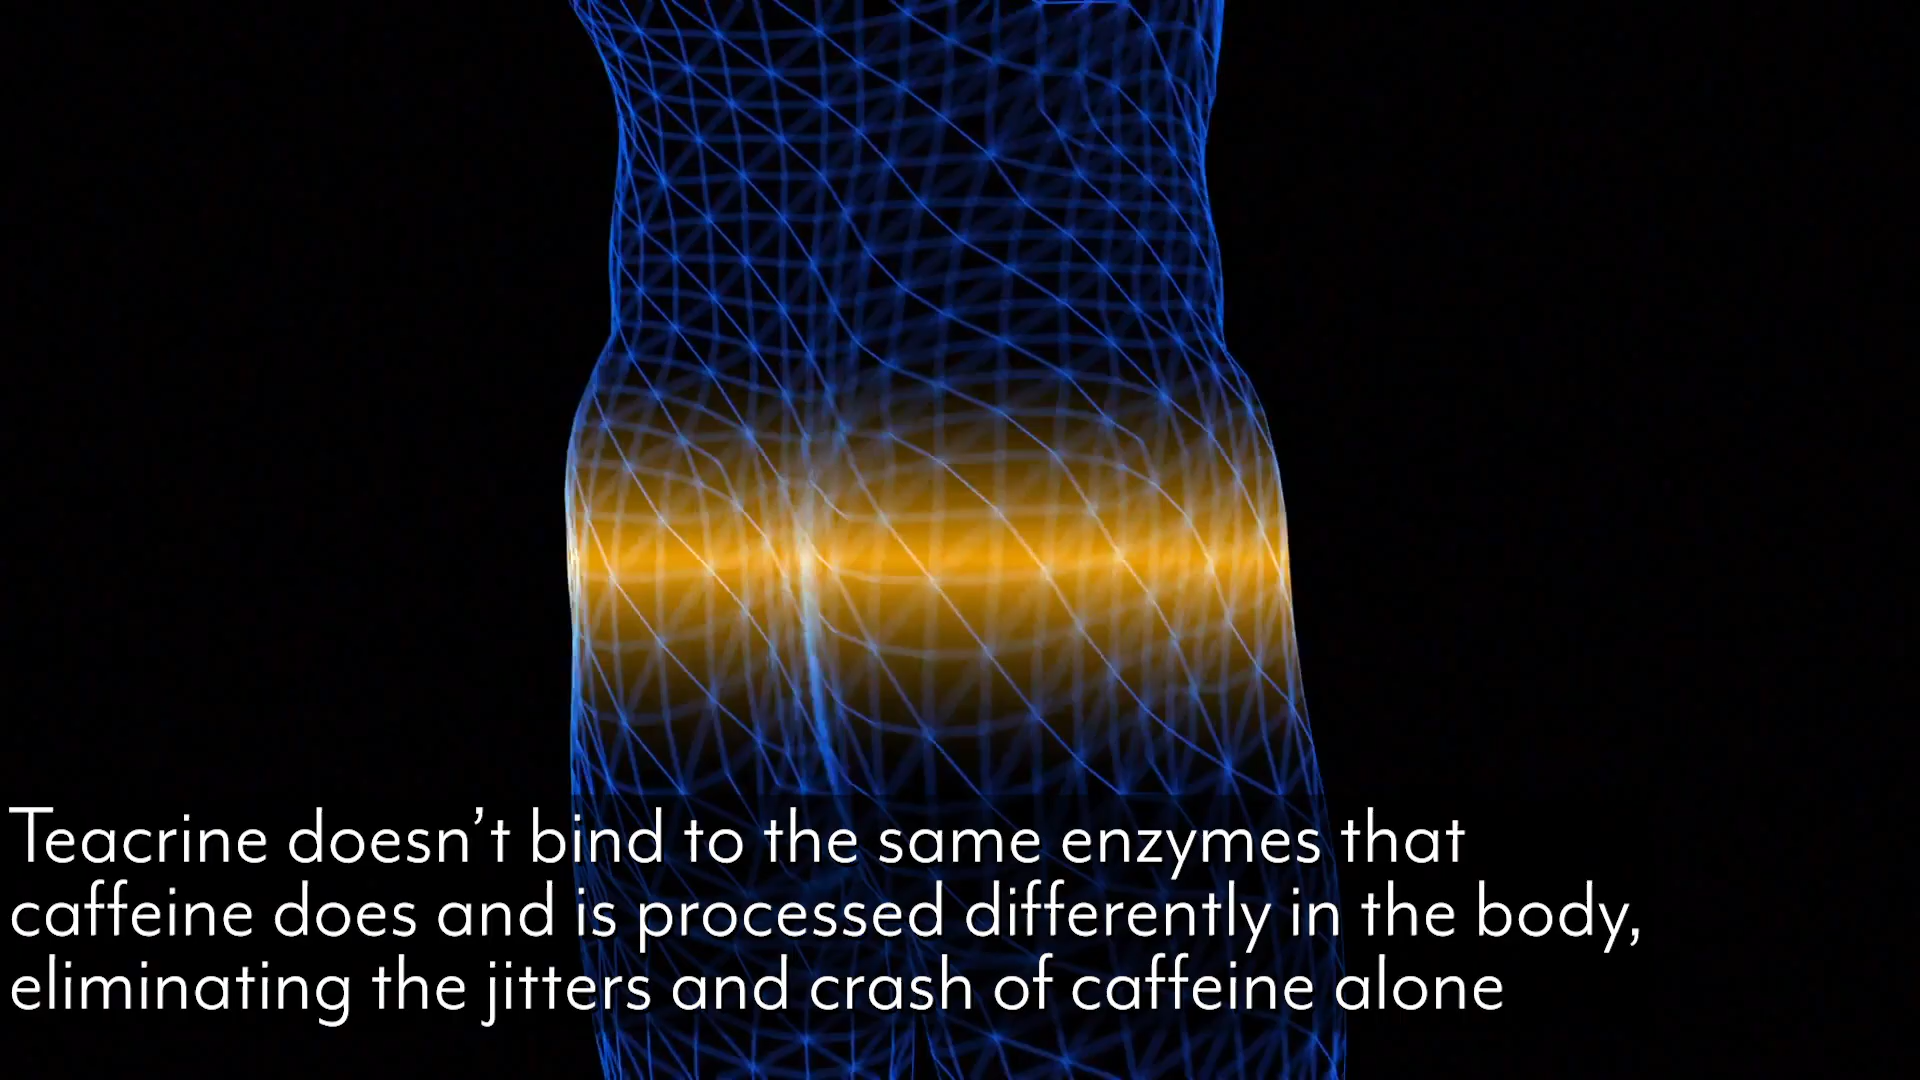 Teacrine doesn’t bind to the same enzymes that
caffeine does and is processed differently in the body,
eliminating the jitters and crash of caffeine alone